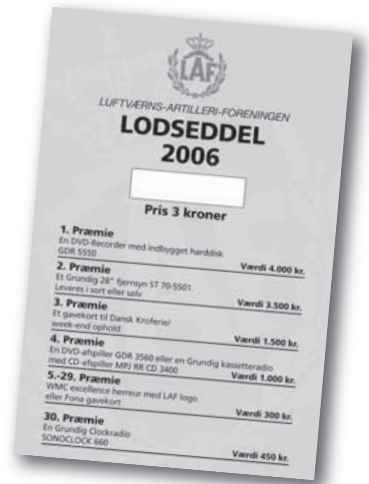 LAF
LUFTVÆRNS-ARTILLERI-FORENINGEN
LODSEDDEL
2006
Pris 3 kroner
1. Præmie
En DVD-Recorder med indbygget harddisk
GDR 5550
Værdi 4.000 kr.
2. Præmie
Et Grundig 28" fjernsyn ST 70-5501.
Leveres i sort eller sølv
Værdi 3.500 kr.
3. Præmie
Et gavekort til Dansk Kroferie/
week-end ophold
Værdi 1.500 kr.
4. Præmie
En DVD-afspiller GDR 3560 eller en Grundig kassetteradio
med CD-afspiller MPJ RR CD 3400
Værdi 1.000 kr.
5.-29. Præmie
WMC excellence herreur med LAF logo
eller Fona gavekort
Værdi 300 kr.
30. Præmie
En Grundig Clockradio
SONOCLOCK 660
Værdi 450 kr.